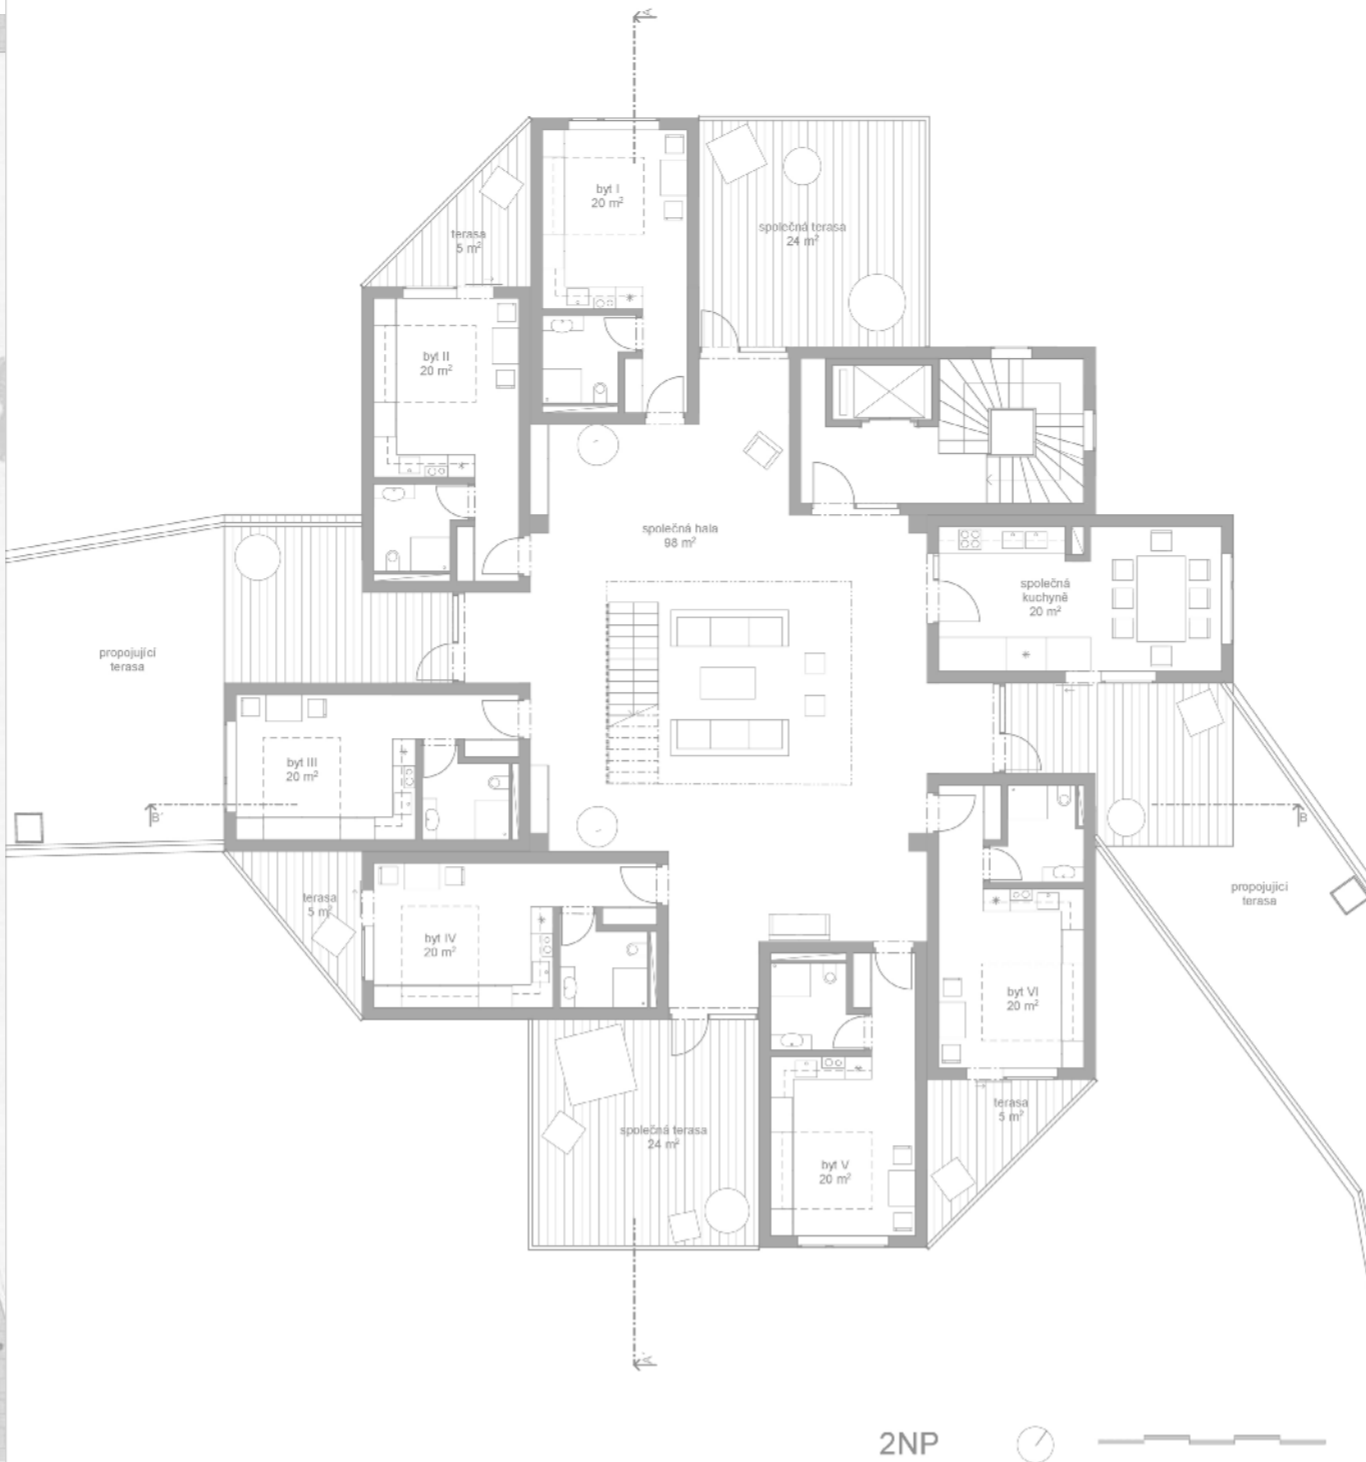 A'
byt I
20 m²
společná terasa
24 m²
terasa
5 m²
byt II
20 m²
společná hala
98 m²
společná
kuchyně
20 m²
propojující
terasa
byt III
20 m²
B'
B
terasa
5 m²
byt IV
20 m²
propojující
terasa
byt VI
20 m²
terasa
5 m²
společná terasa
24 m²
byt V
20 m²
2NP